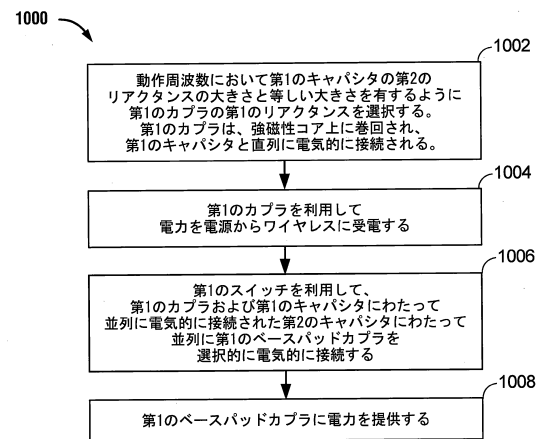 1000
1002
動作周波数において第1のキャパシタの第2の
リアクタンスの大きさと等しい大きさを有するように
第1のカプラの第1のリアクタンスを選択する。
第1のカプラは、強磁性コア上に巻回され、
第1のキャパシタと直列に電気的に接続される。
1004
第1のカプラを利用して
電力を電源からワイヤレスに受電する
1006
第1のスイッチを利用して、
第1のカプラおよび第1のキャパシタにわたって
並列に電気的に接続された第2のキャパシタにわたって
並列に第1のベースパッドカプラを
選択的に電気的に接続する
1008
第1のベースパッドカプラに電力を提供する